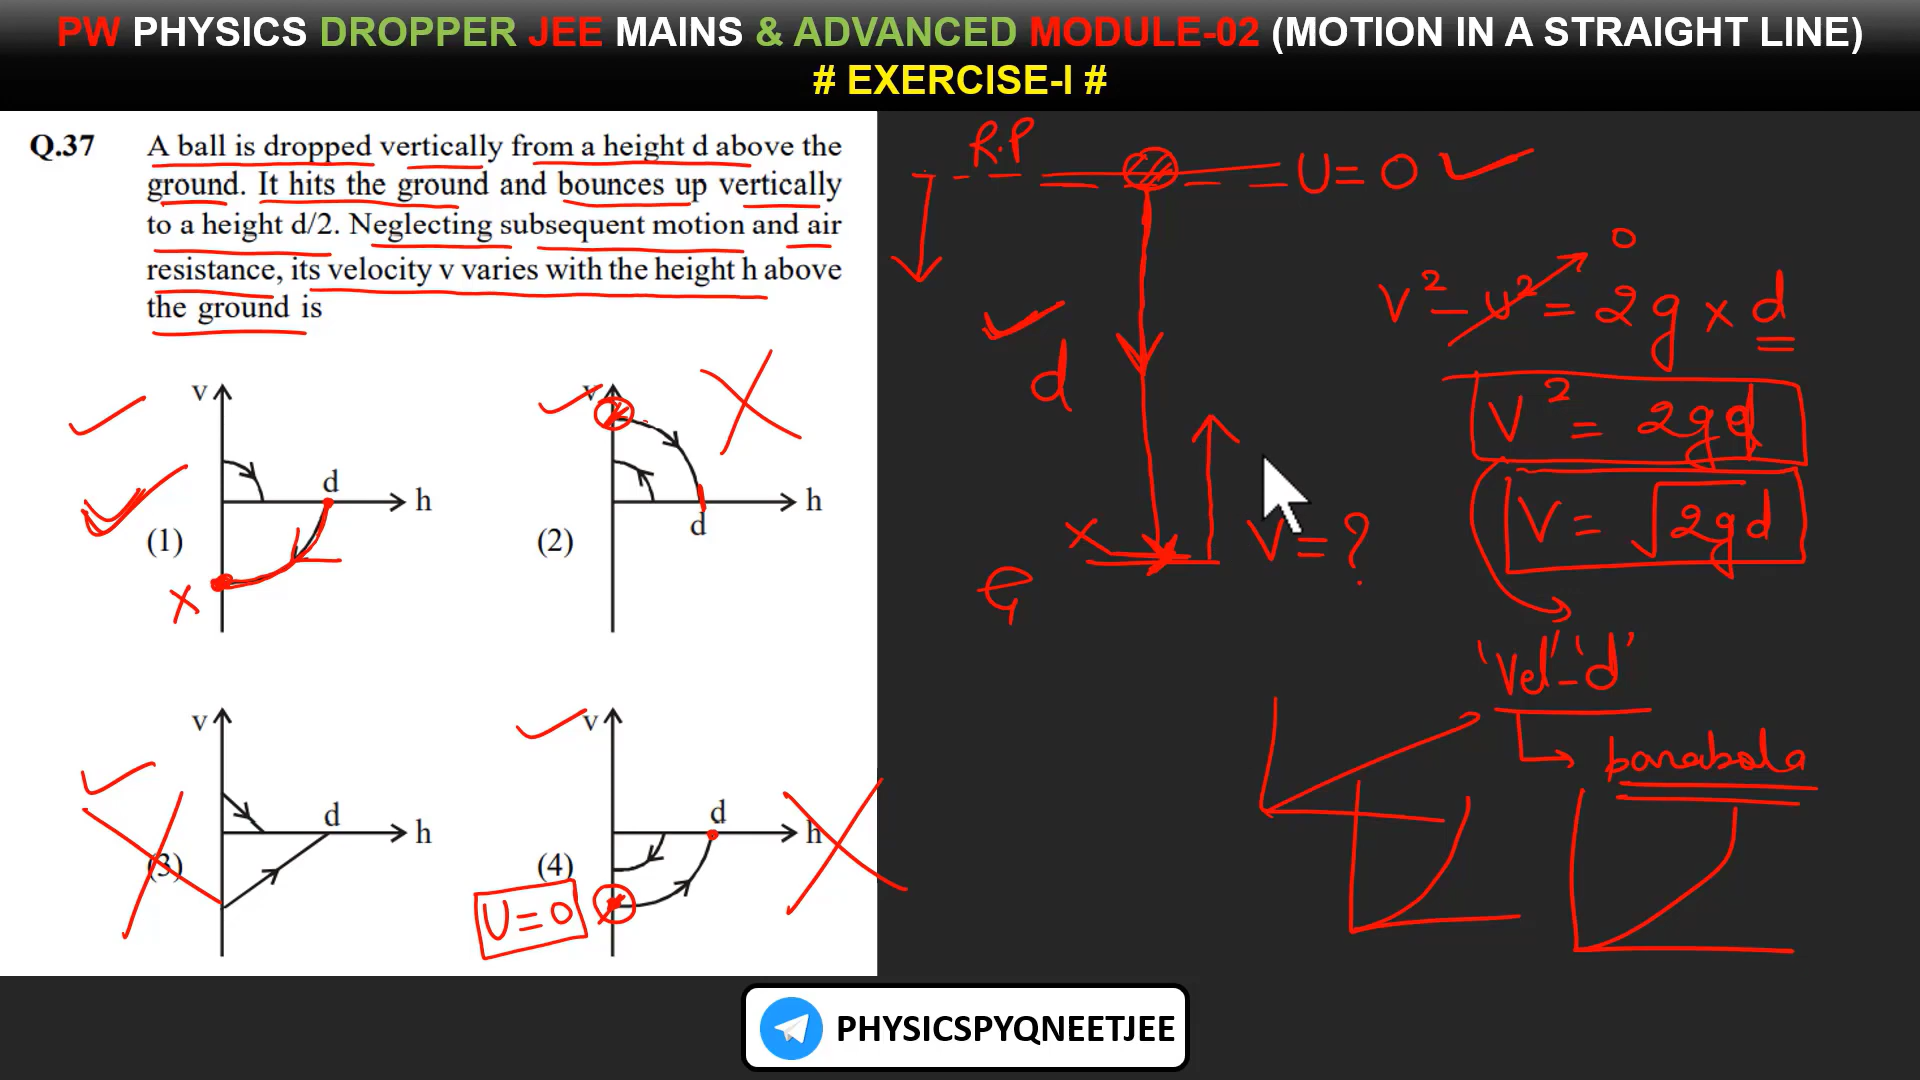 PW PHYSICS DROPPER JEE MAINS & ADVANCED MODULE-02 (MOTION IN A STRAIGHT LINE)
# EXERCISE-I #
Q.37 A ball is dropped vertically from a height d above the
ground. It hits the ground and bounces up vertically
to a height d/2. Neglecting subsequent motion and air
resistance, its velocity v varies with the height h above
the ground is
v
d
h
(1)
x
v
h
d
(2)
v
d
h
(3)
v
d
h
(4)
U = 0
R.P
U = 0
d
x
G
V = ?
0
V² - u² = 2g × d
V² = 2gd
V = √2gd
'Vel' - 'd'
parabola
PHYSICSPYQNEETJEE